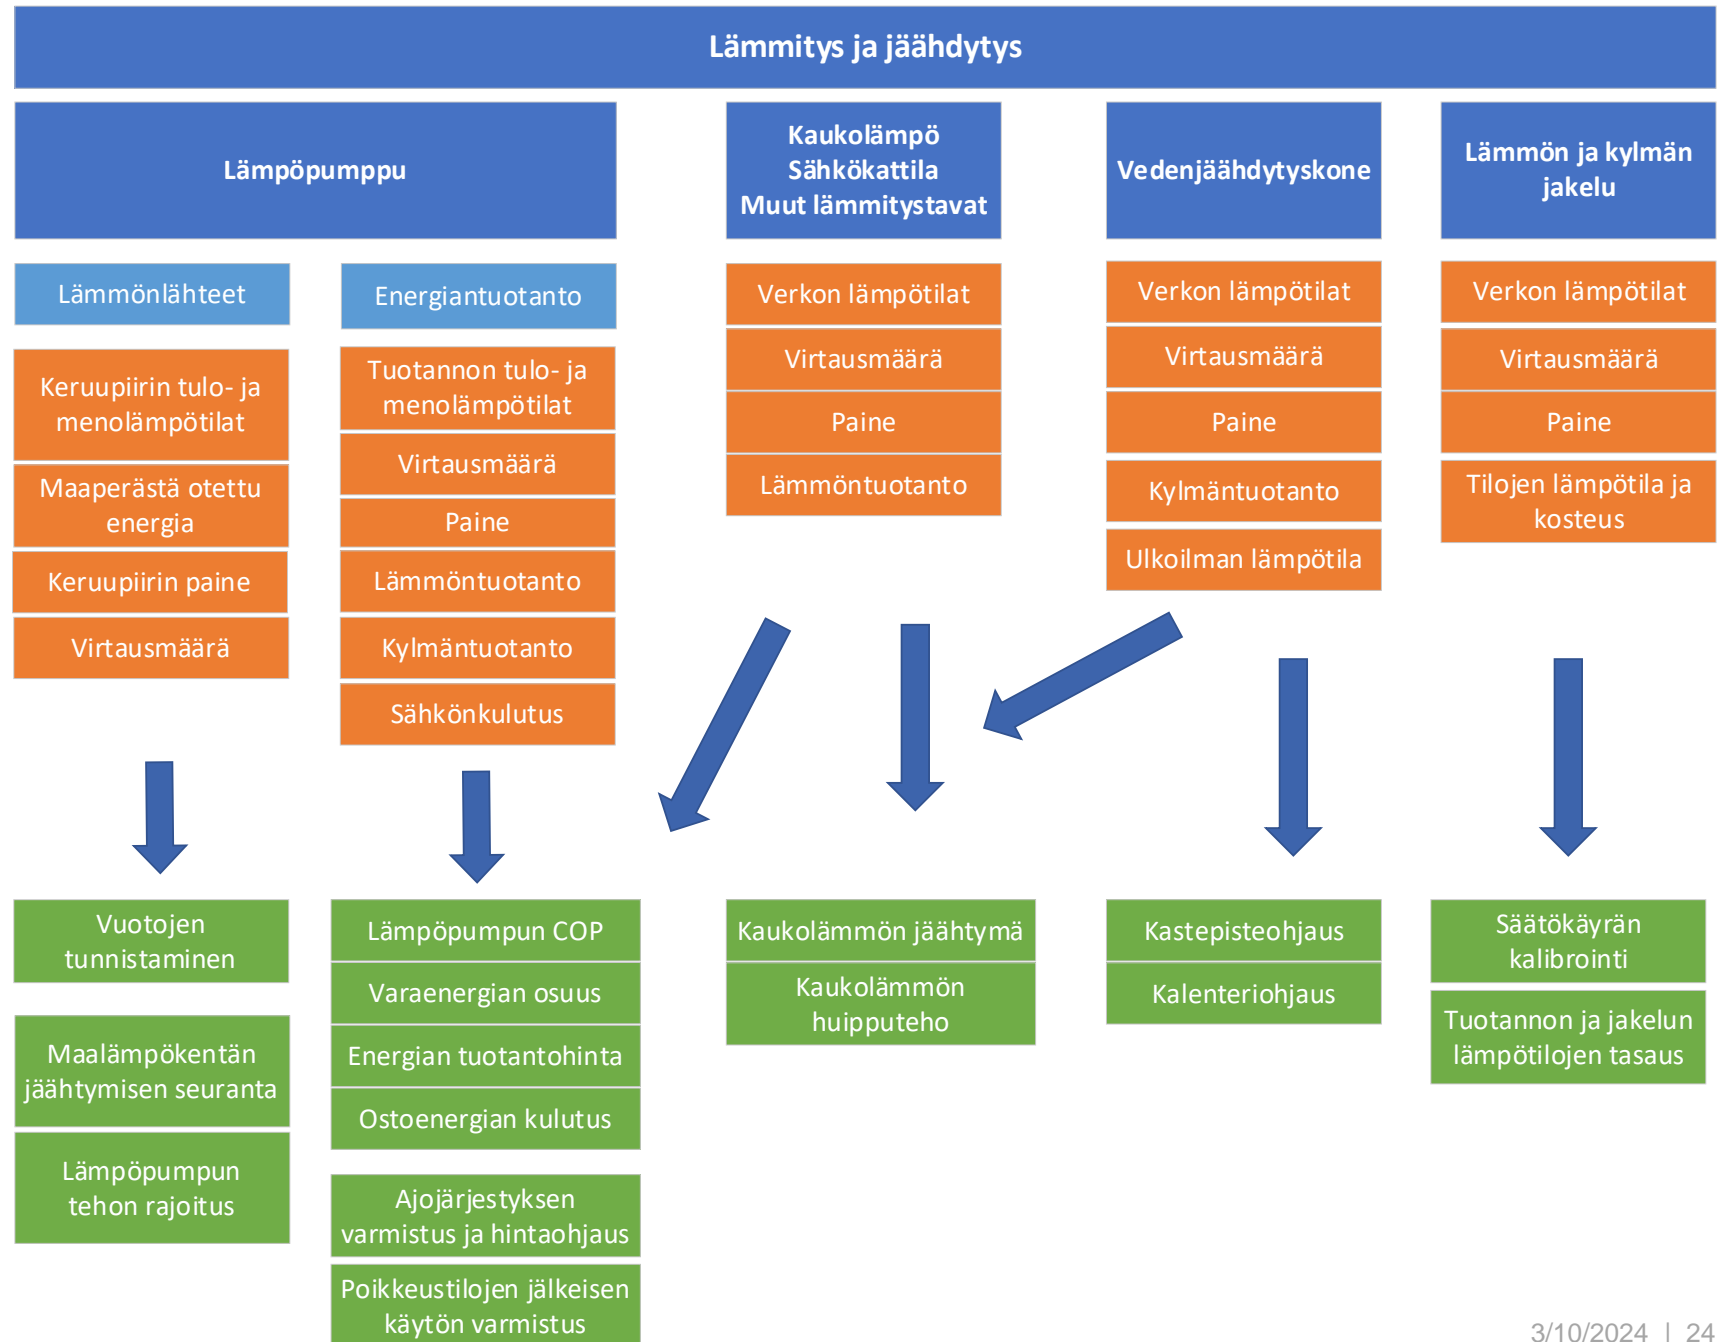 Lämmitys ja jäähdytys
Lämpöpumppu
Kaukolämpö
Sähkökattila
Muut lämmitystavat
Vedenjäähdytyskone
Lämmön ja kylmän
jakelu
Lämmönlähteet
Keruupiirin tulo- ja
menolämpötilat
Maaperästä otettu
energia
Keruupiirin paine
Virtausmäärä
Energiantuotanto
Tuotannon tulo- ja
menolämpötilat
Virtausmäärä
Paine
Lämmöntuotanto
Kylmäntuotanto
Sähkönkulutus
Verkon lämpötilat
Virtausmäärä
Paine
Lämmöntuotanto
Verkon lämpötilat
Virtausmäärä
Paine
Kylmäntuotanto
Ulkoilman lämpötila
Verkon lämpötilat
Virtausmäärä
Paine
Tilojen lämpötila ja
kosteus
Vuotojen
tunnistaminen
Maalämpökentän
jäähtymisen seuranta
Lämpöpumpun
tehon rajoitus
Lämpöpumpun COP
Varaenergian osuus
Energian tuotantohinta
Ostoenergian kulutus
Ajojärjestyksen
varmistus ja hintaohjaus
Poikkeustilojen jälkeisen
käytön varmistus
Kaukolämmön jäähtymä
Kaukolämmön
huipputeho
Kastepisteohjaus
Kalenteriohjaus
Säätökäyrän
kalibrointi
Tuotannon ja jakelun
lämpötilojen tasaus
3/10/2024 | 24